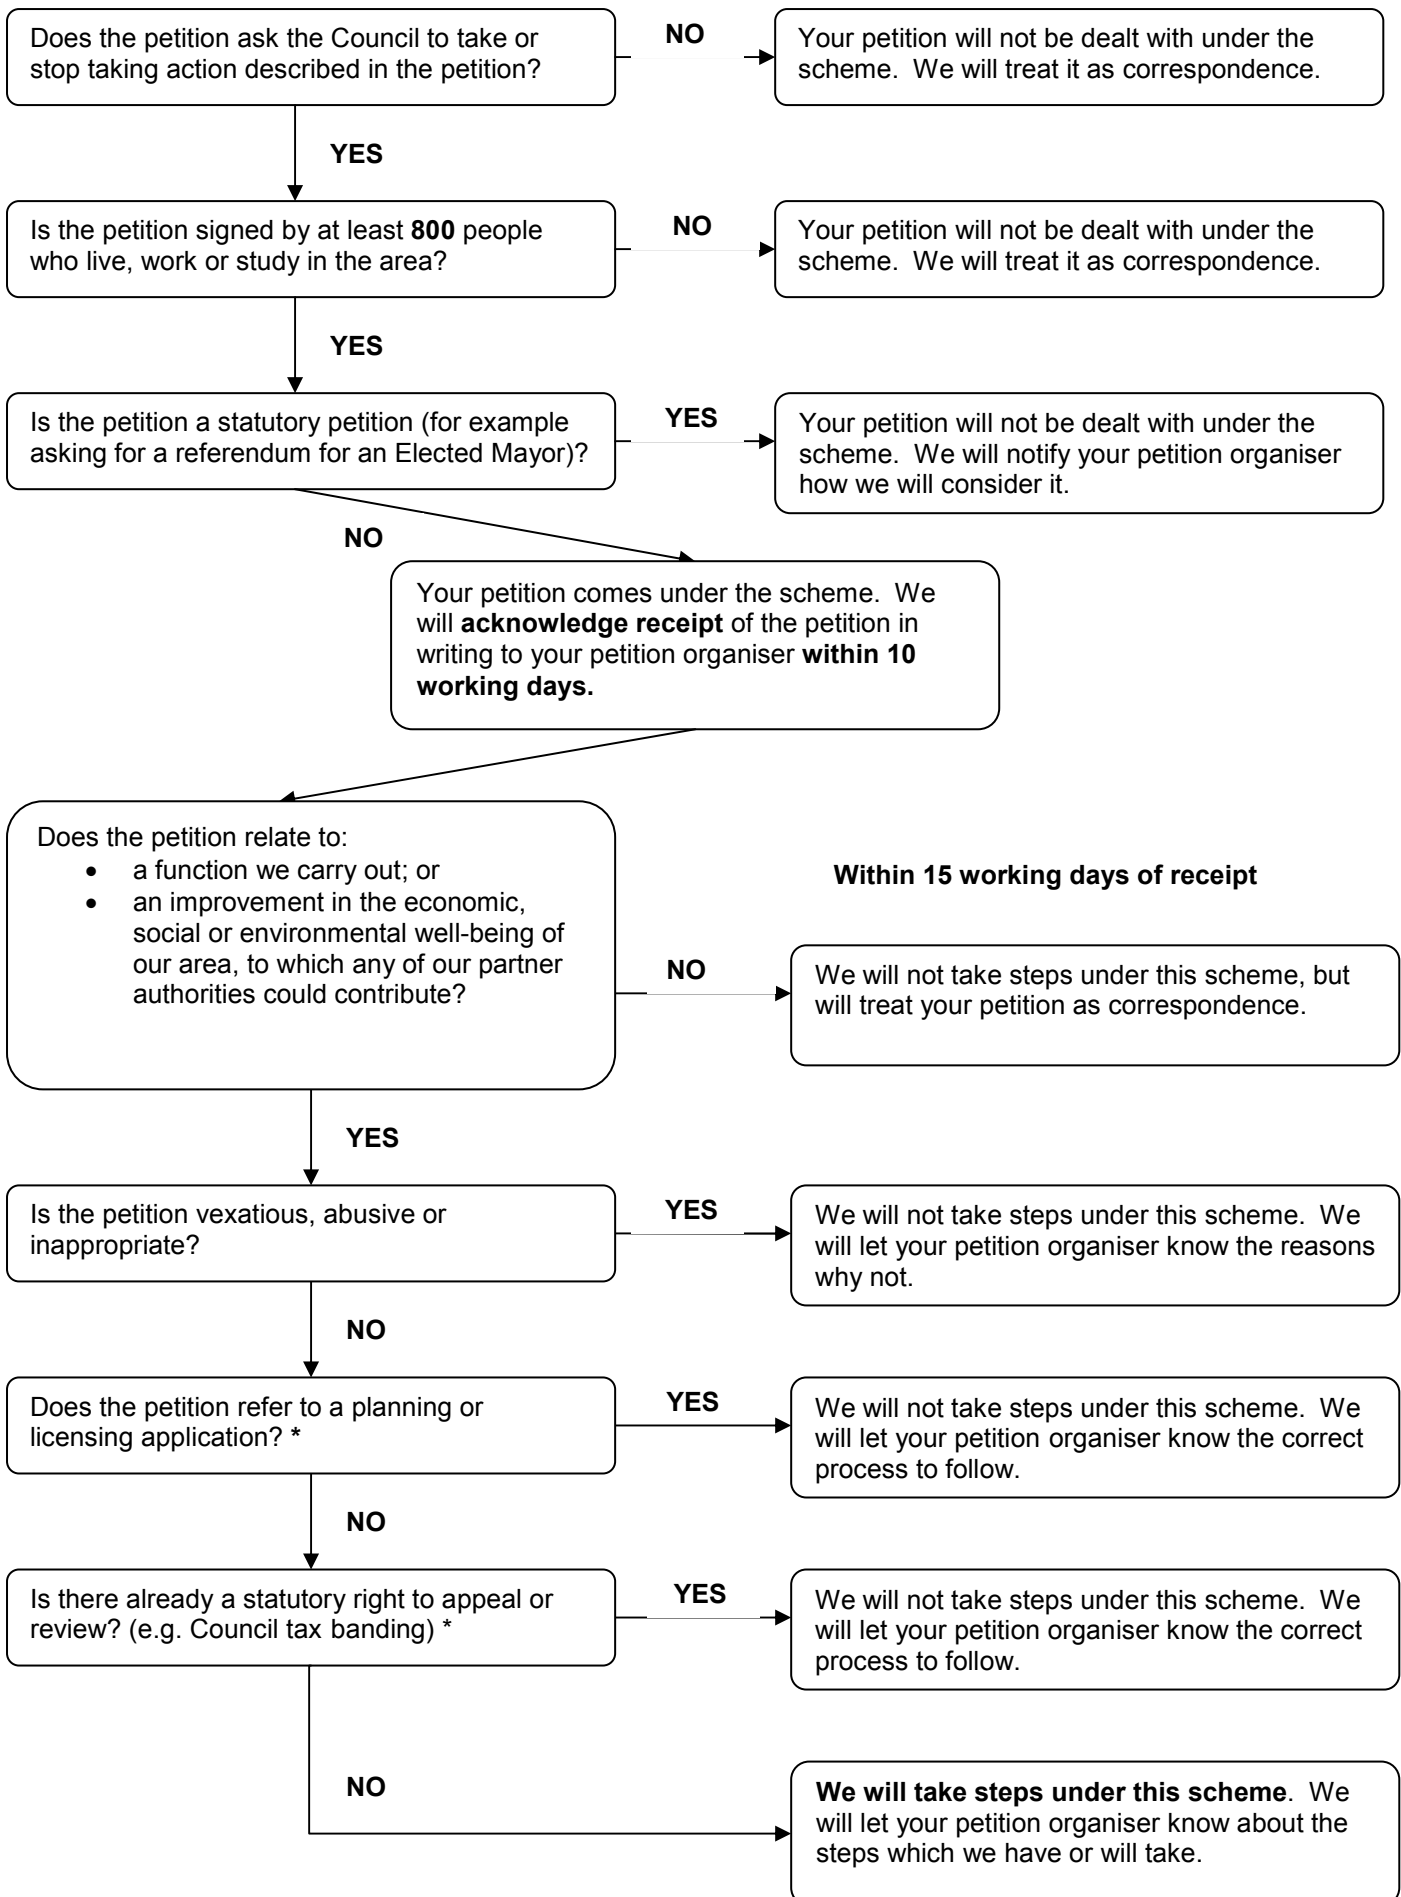 Does the petition ask the Council to take or
stop taking action described in the petition?
NO
Your petition will not be dealt with under the
scheme.  We will treat it as correspondence.
YES
Is the petition signed by at least 800 people
who live, work or study in the area?
NO
Your petition will not be dealt with under the
scheme.  We will treat it as correspondence.
YES
Is the petition a statutory petition (for example
asking for a referendum for an Elected Mayor)?
YES
Your petition will not be dealt with under the
scheme.  We will notify your petition organiser
how we will consider it.
NO
Your petition comes under the scheme.  We
will acknowledge receipt of the petition in
writing to your petition organiser within 10
working days.
Does the petition relate to:
• a function we carry out; or
• an improvement in the economic,
social or environmental well-being of
our area, to which any of our partner
authorities could contribute?
Within 15 working days of receipt
NO
We will not take steps under this scheme, but
will treat your petition as correspondence.
YES
Is the petition vexatious, abusive or
inappropriate?
YES
We will not take steps under this scheme.  We
will let your petition organiser know the reasons
why not.
NO
Does the petition refer to a planning or
licensing application? *
YES
We will not take steps under this scheme.  We
will let your petition organiser know the correct
process to follow.
NO
Is there already a statutory right to appeal or
review? (e.g. Council tax banding) *
YES
We will not take steps under this scheme.  We
will let your petition organiser know the correct
process to follow.
NO
We will take steps under this scheme.  We
will let your petition organiser know about the
steps which we have or will take.